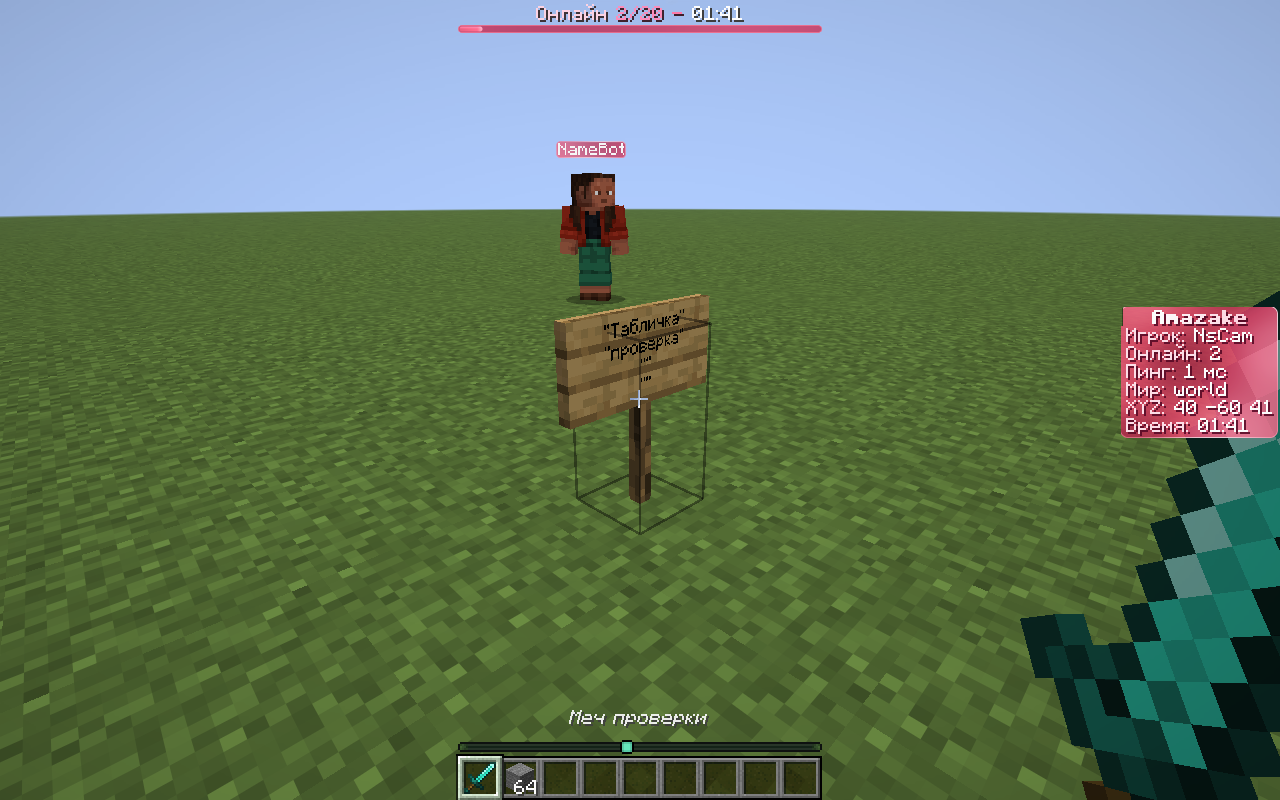 Онлайн 2/20 - 01:41
NameBot
"Табличка"
"проверка"
""
""
Amazake
Игрок: NsCam
Онлайн: 2
Пинг: 1 мс
Мир: world
XYZ: 40 -60 41
Время: 01:41
Меч проверки
64